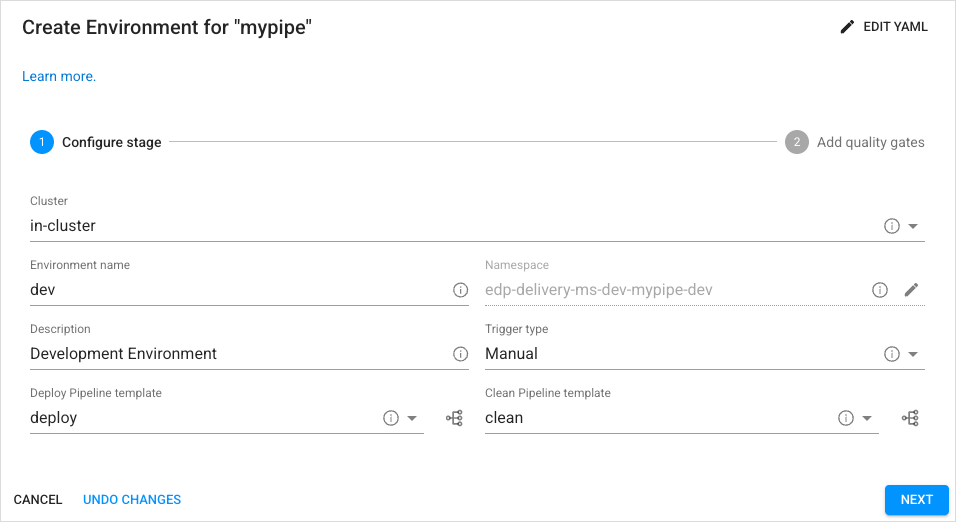 Create Environment for "mypipe"
EDIT YAML
Learn more.
1 Configure stage
2 Add quality gates
Cluster
in-cluster
Environment name
Namespace
dev
edp-delivery-ms-dev-mypipe-dev
Description
Trigger type
Development Environment
Manual
Deploy Pipeline template
Clean Pipeline template
deploy
clean
CANCEL
UNDO CHANGES
NEXT